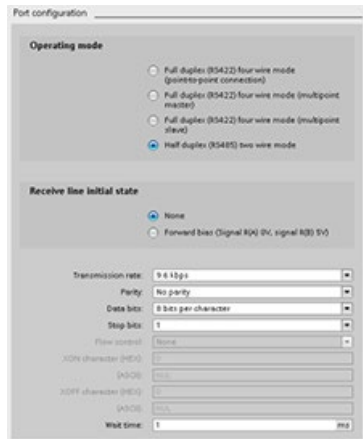 Port configuration
Operating mode
Full duplex (RS422) four wire mode
(point-to-point connection)
Full duplex (RS422) four wire mode (multipoint
master)
Full duplex (RS422) four wire mode (multipoint
slave)
Half duplex (RS485) two wire mode
Receive line initial state
None
Forward bias (Signal R(A) 0V, signal R(B) 5V)
Transmission rate: 9.6 kbps
Parity: No parity
Data bits: 8 bits per character
Stop bits: 1
Flow control: None
XON character (HEX): 0
(ASCII): NUL
XOFF character (HEX): 0
(ASCII): NUL
Wait time: 1 ms